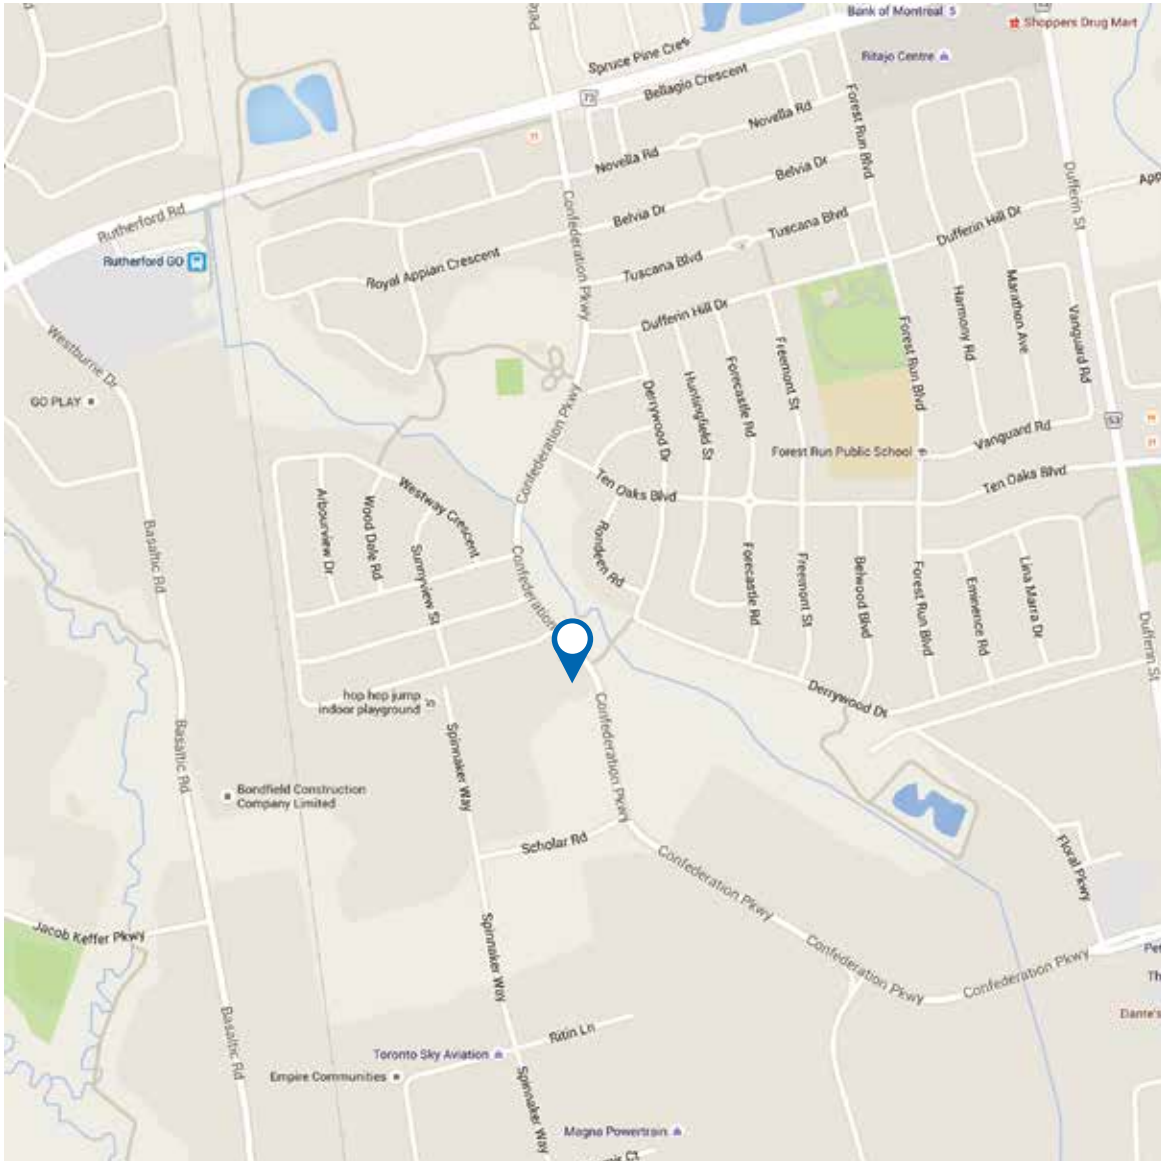 Bank of Montreal
Shoppers Drug Mart
Spruce Pine Cres
Ritajo Centre
Bellagio Crescent
73
Forest Run Blvd
Novella Rd
Novella Rd
Belvia Dr
Dufferin St
Rutherford Rd
Confederation Pkwy
Belvia Dr
Tuscana Blvd
Dufferin Hill Dr
Rutherford GO
Royal Appian Crescent
Tuscana Blvd
Dufferin Hill Dr
Harmony Rd
Marathon Ave
Vanguard Rd
Westburne Dr
Freemont St
Forest Run Blvd
Forecastle Rd
Huntingfield St
Derrywood Dr
GO PLAY
Confederation Pkwy
53
Vanguard Rd
Forest Run Public School
Ten Oaks Blvd
Ten Oaks Blvd
Westway Crescent
Arbourview Dr
Wood Dale Rd
Sunnyview St
Basaltic Rd
Confederation
Rondeen Rd
Forecastle Rd
Freemont St
Belwood Blvd
Forest Run Blvd
Eminence Rd
Lina Marra Dr
Dufferin St
hop hop jump
indoor playground
Derrywood Dr
Confederation Pkwy
Spinnaker Way
Basaltic Rd
Bondfield Construction
Company Limited
Scholar Rd
Confederation Pkwy
Floral Pkwy
Jacob Keffer Pkwy
Spinnaker Way
Confederation Pkwy
Confederation Pkwy
Basaltic Rd
Ritin Ln
Toronto Sky Aviation
Empire Communities
Spinnaker Way
Magna Powertrain
Dante's